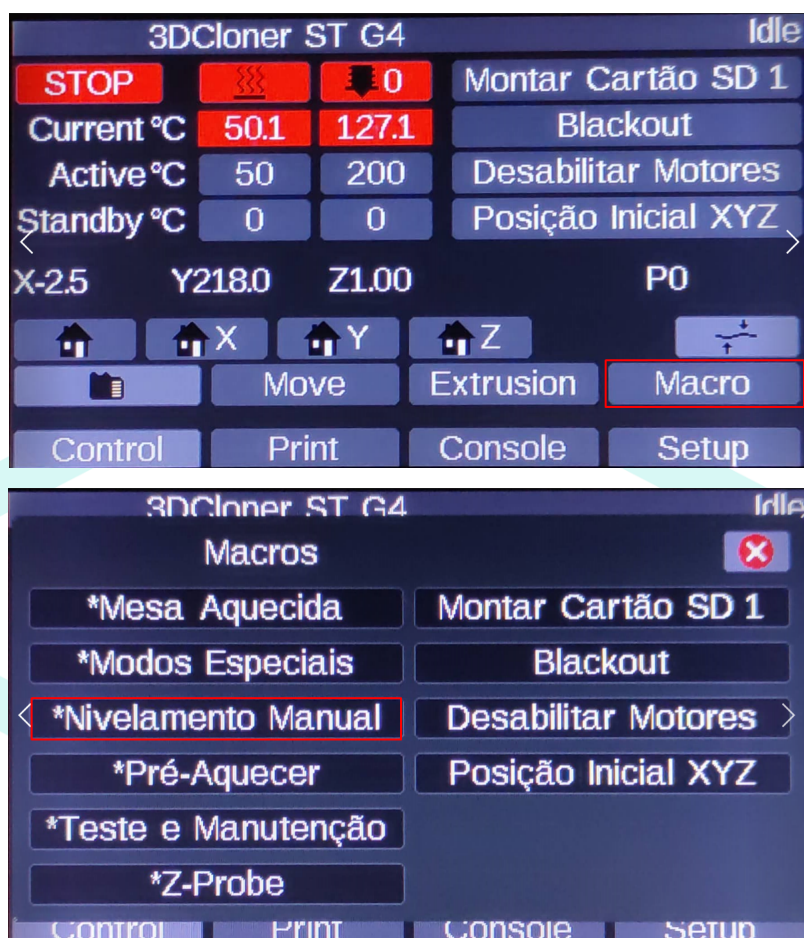 3DCloner ST G4 Idle
STOP 0 Montar Cartão SD 1
Current °C 50.1 127.1 Blackout
Active °C 50 200 Desabilitar Motores
Standby °C 0 0 Posição Inicial XYZ
X-2.5 Y218.0 Z1.00 P0
X Y Z
Move Extrusion Macro
Control Print Console Setup
3DCloner ST G4 Idle
Macros
*Mesa Aquecida Montar Cartão SD 1
*Modos Especiais Blackout
*Nivelamento Manual Desabilitar Motores
*Pré-Aquecer Posição Inicial XYZ
*Teste e Manutenção
*Z-Probe
Control Print Console Setup